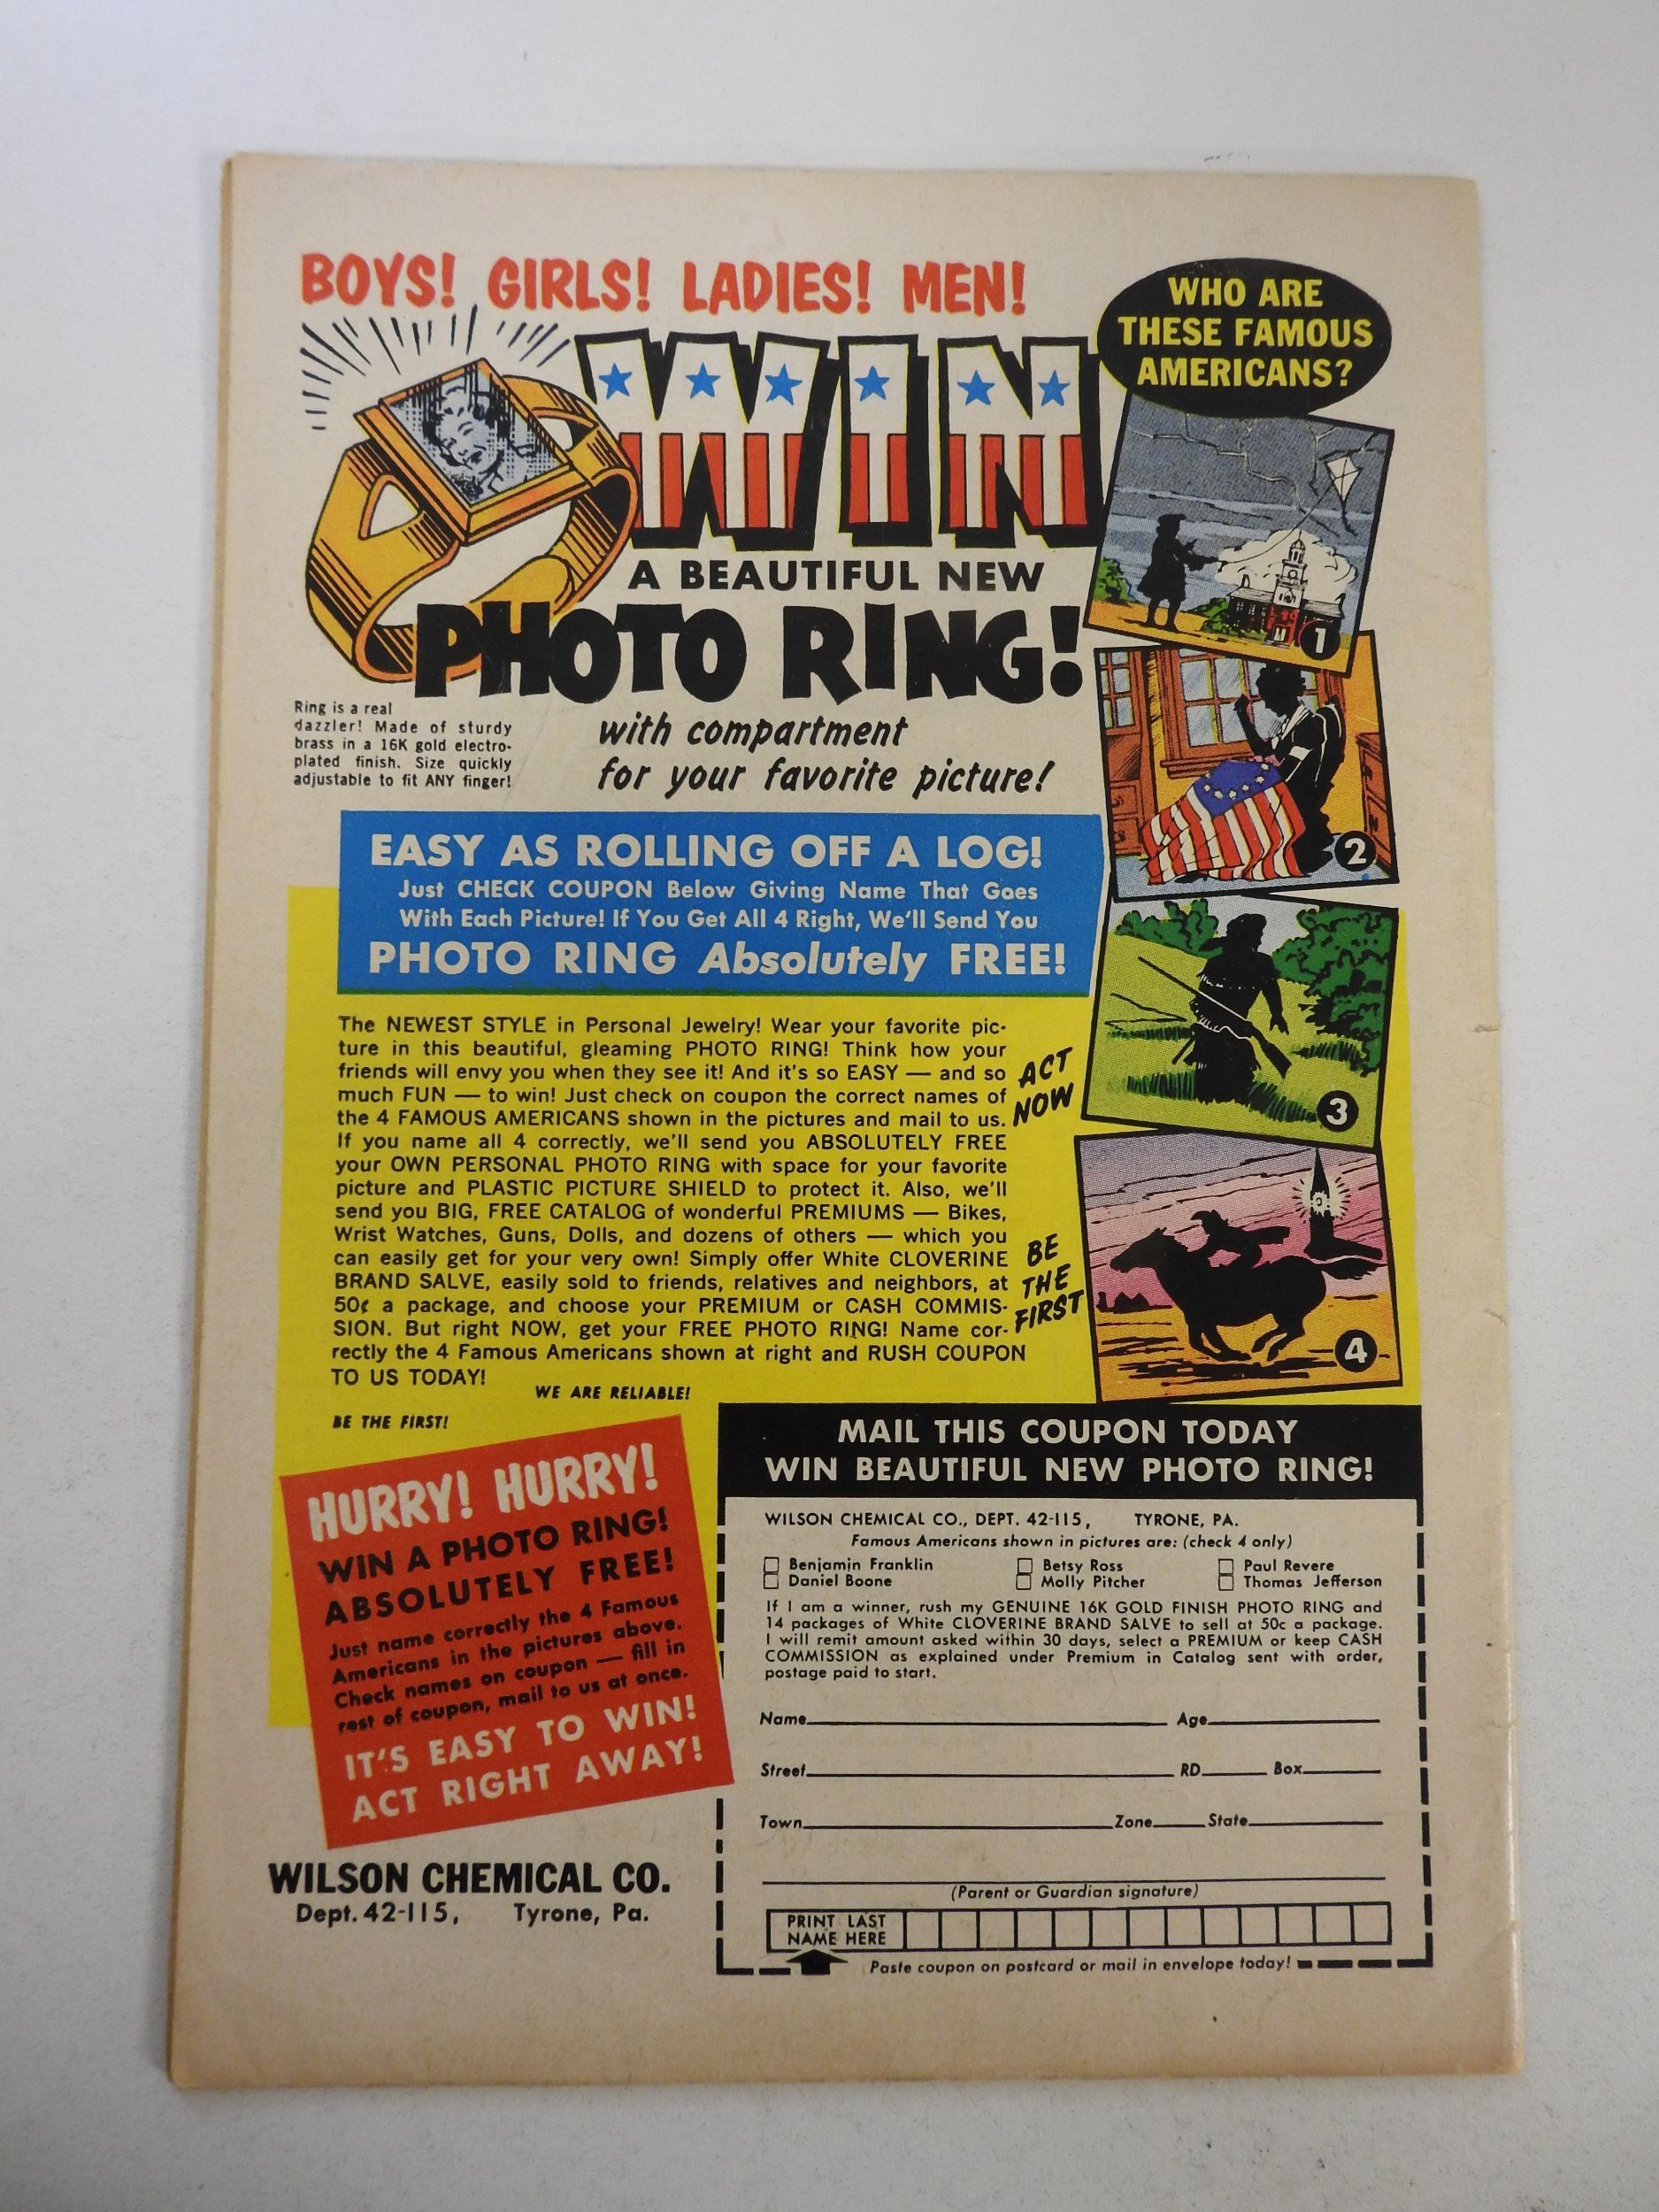 BOYS! GIRLS! LADIES! MEN!
WIN
A BEAUTIFUL NEW
PHOTO RING!
with compartment
for your favorite picture!
Ring is a real
dazzler! Made of sturdy
brass in a 16K gold electro-
plated finish. Size quickly
adjustable to fit ANY finger!
WHO ARE
THESE FAMOUS
AMERICANS?
1
2
3
4
EASY AS ROLLING OFF A LOG!
Just CHECK COUPON Below Giving Name That Goes
With Each Picture! If You Get All 4 Right, We'll Send You
PHOTO RING Absolutely FREE!
The NEWEST STYLE in Personal Jewelry! Wear your favorite pic-
ture in this beautiful, gleaming PHOTO RING! Think how your
friends will envy you when they see it! And it's so EASY — and so
much FUN — to win! Just check on coupon the correct names of
the 4 FAMOUS AMERICANS shown in the pictures and mail to us.
If you name all 4 correctly, we'll send you ABSOLUTELY FREE
your OWN PERSONAL PHOTO RING with space for your favorite
picture and PLASTIC PICTURE SHIELD to protect it. Also, we'll
send you BIG, FREE CATALOG of wonderful PREMIUMS — Bikes,
Wrist Watches, Guns, Dolls, and dozens of others — which you
can easily get for your very own! Simply offer White CLOVERINE
BRAND SALVE, easily sold to friends, relatives and neighbors, at
50¢ a package, and choose your PREMIUM or CASH COMMIS-
SION. But right NOW, get your FREE PHOTO RING! Name cor-
rectly the 4 Famous Americans shown at right and RUSH COUPON
TO US TODAY!
WE ARE RELIABLE!
BE THE FIRST!
ACT
NOW
BE
THE
FIRST
HURRY! HURRY!
WIN A PHOTO RING!
ABSOLUTELY FREE!
Just name correctly the 4 Famous
Americans in the pictures above.
Check names on coupon — fill in
rest of coupon, mail to us at once.
IT'S EASY TO WIN!
ACT RIGHT AWAY!
WILSON CHEMICAL CO.
Dept. 42-115, Tyrone, Pa.
MAIL THIS COUPON TODAY
WIN BEAUTIFUL NEW PHOTO RING!
WILSON CHEMICAL CO., DEPT. 42-115, TYRONE, PA.
Famous Americans shown in pictures are: (check 4 only)
Benjamin Franklin Betsy Ross Paul Revere
Daniel Boone Molly Pitcher Thomas Jefferson
If I am a winner, rush my GENUINE 16K GOLD FINISH PHOTO RING and
14 packages of White CLOVERINE BRAND SALVE to sell at 50c a package.
I will remit amount asked within 30 days, select a PREMIUM or keep CASH
COMMISSION as explained under Premium in Catalog sent with order,
postage paid to start.
Name Age
Street RD Box
Town Zone State
(Parent or Guardian signature)
PRINT LAST
NAME HERE
Paste coupon on postcard or mail in envelope today!